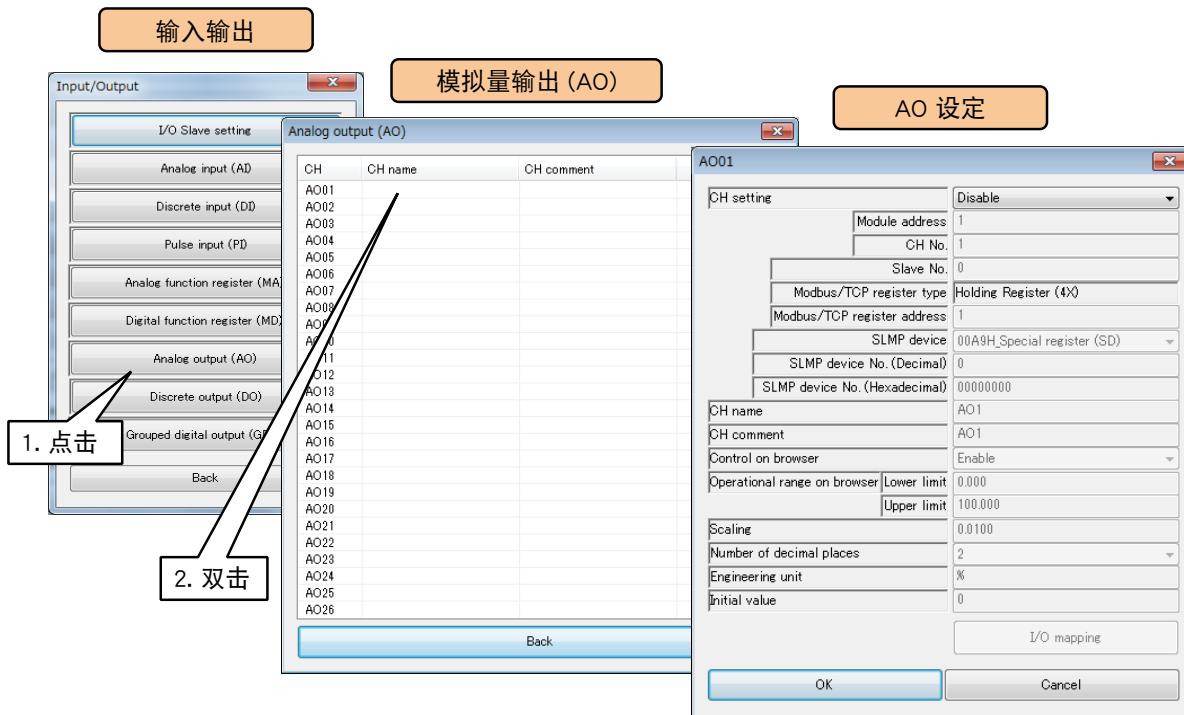 输入输出
模拟量输出 (AO)
AO 设定
Input/Output
I/O Slave setting
Analog input (AI)
Discrete input (DI)
Pulse input (PI)
Analog function register (MA)
Digital function register (MD)
Analog output (AO)
Discrete output (DO)
Grouped digital output (G
Back
1. 点击
Analog output (AO)
CH CH name CH comment
AO01
AO02
AO03
AO04
AO05
AO06
AO07
AO08
AO12
AO13
AO14
AO15
AO16
AO17
AO18
AO19
AO20
AO21
AO22
AO23
AO24
AO25
AO26
Back
2. 双击
AO01
CH setting Disable
Module address 1
CH No. 1
Slave No. 0
Modbus/TCP register type Holding Register (4X)
Modbus/TCP register address 1
SLMP device 00A9H_Special register (SD)
SLMP device No. (Decimal) 0
SLMP device No. (Hexadecimal) 00000000
CH name AO1
CH comment AO1
Control on browser Enable
Operational range on browser Lower limit 0.000
Upper limit 100.000
Scaling 0.0100
Number of decimal places 2
Engineering unit %
Initial value 0
I/O mapping
OK Cancel